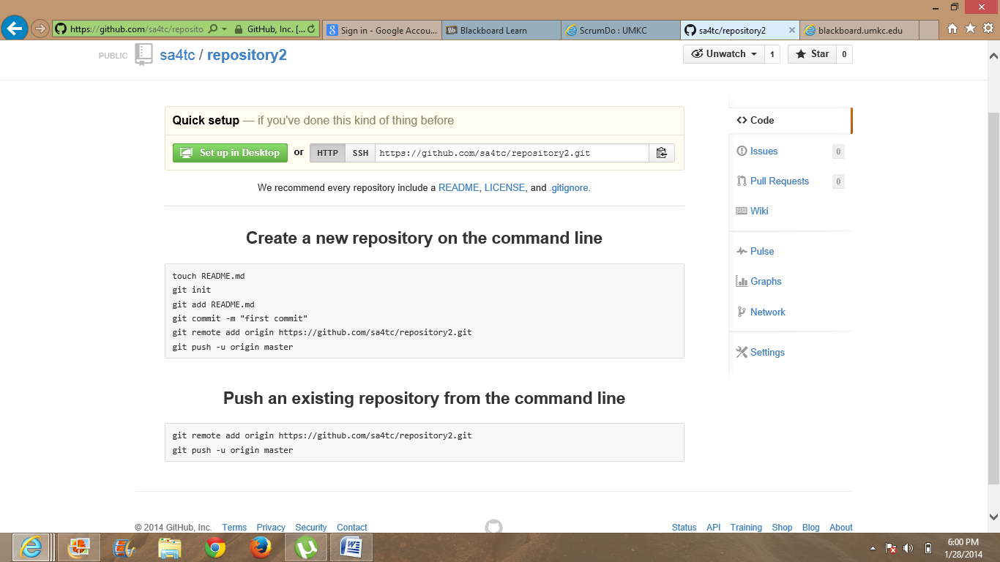 https://github.com/sa4tc/reposito
GitHub, Inc. [...
Sign in - Google Accou...
Bb Blackboard Learn
ScrumDo : UMKC
sa4tc/repository2
blackboard.umkc.edu
PUBLIC sa4tc / repository2
Unwatch 1 Star 0
Quick setup — if you've done this kind of thing before
Set up in Desktop or HTTP SSH https://github.com/sa4tc/repository2.git
We recommend every repository include a README, LICENSE, and .gitignore.
Create a new repository on the command line
touch README.md
git init
git add README.md
git commit -m "first commit"
git remote add origin https://github.com/sa4tc/repository2.git
git push -u origin master
Push an existing repository from the command line
git remote add origin https://github.com/sa4tc/repository2.git
git push -u origin master
Code
Issues 0
Pull Requests 0
Wiki
Pulse
Graphs
Network
Settings
© 2014 GitHub, Inc. Terms Privacy Security Contact
Status API Training Shop Blog About
6:00 PM
1/28/2014